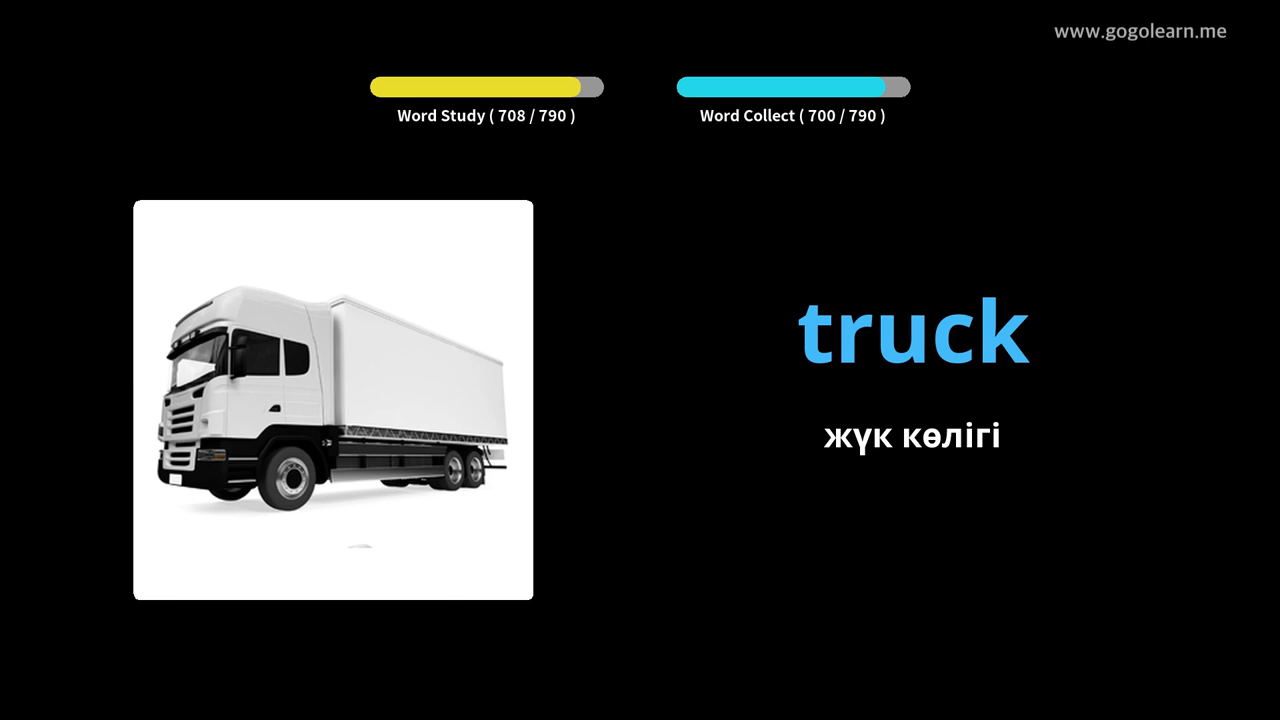 www.gogolearn.me
Word Study ( 708 / 790 )
Word Collect ( 700 / 790 )
truck
жүк көлігі